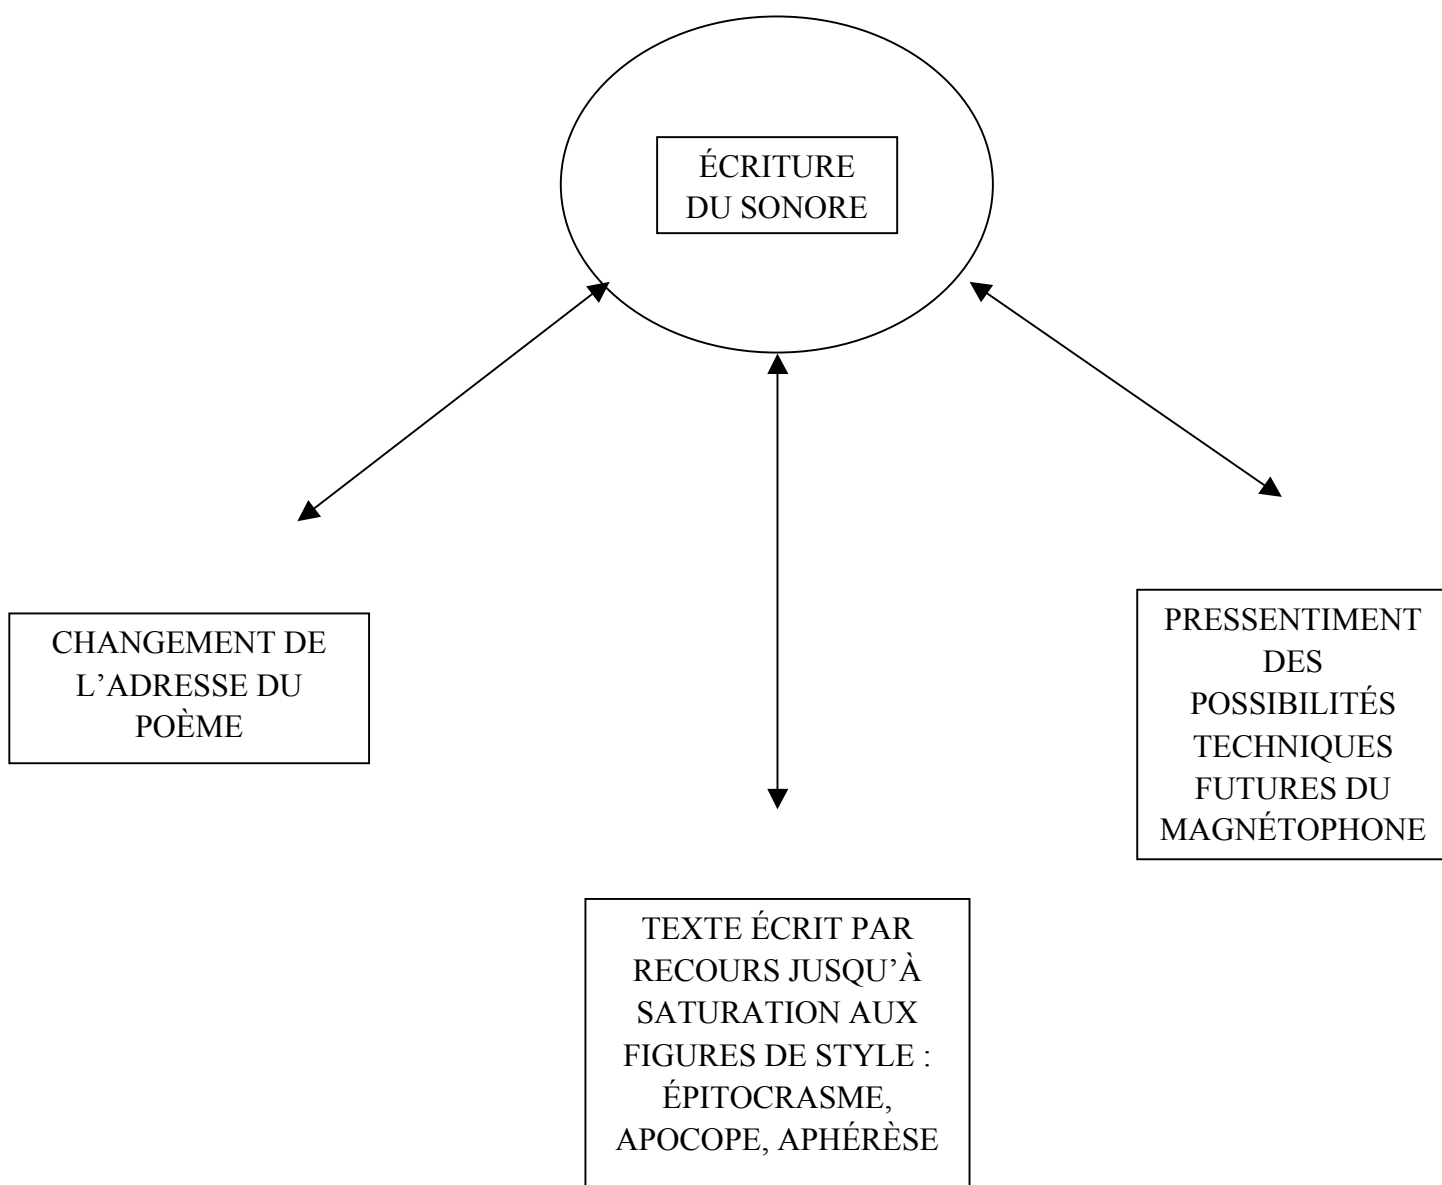 ÉCRITURE
DU SONORE
CHANGEMENT DE
L’ADRESSE DU
POÈME
TEXTE ÉCRIT PAR
RECOURS JUSQU’À
SATURATION AUX
FIGURES DE STYLE :
ÉPITOCRASME,
APOCOPE, APHÉRÈSE
PRESSENTIMENT
DES
POSSIBILITÉS
TECHNIQUES
FUTURES DU
MAGNÉTOPHONE